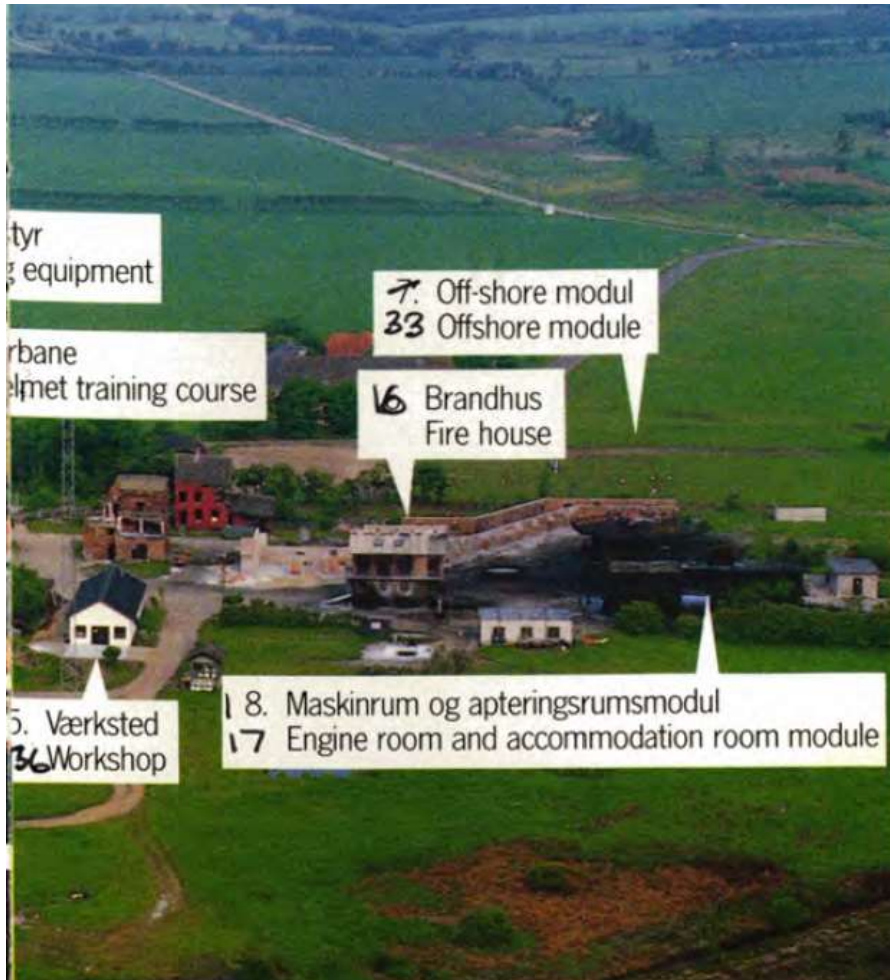 tyr
g equipment
7. Off-shore modul
33 Offshore module
rbane
elmet training course
16 Brandhus
Fire house
18. Maskinrum og apteringsrumsmodul
17 Engine room and accommodation room module
5. Værksted
36 Workshop